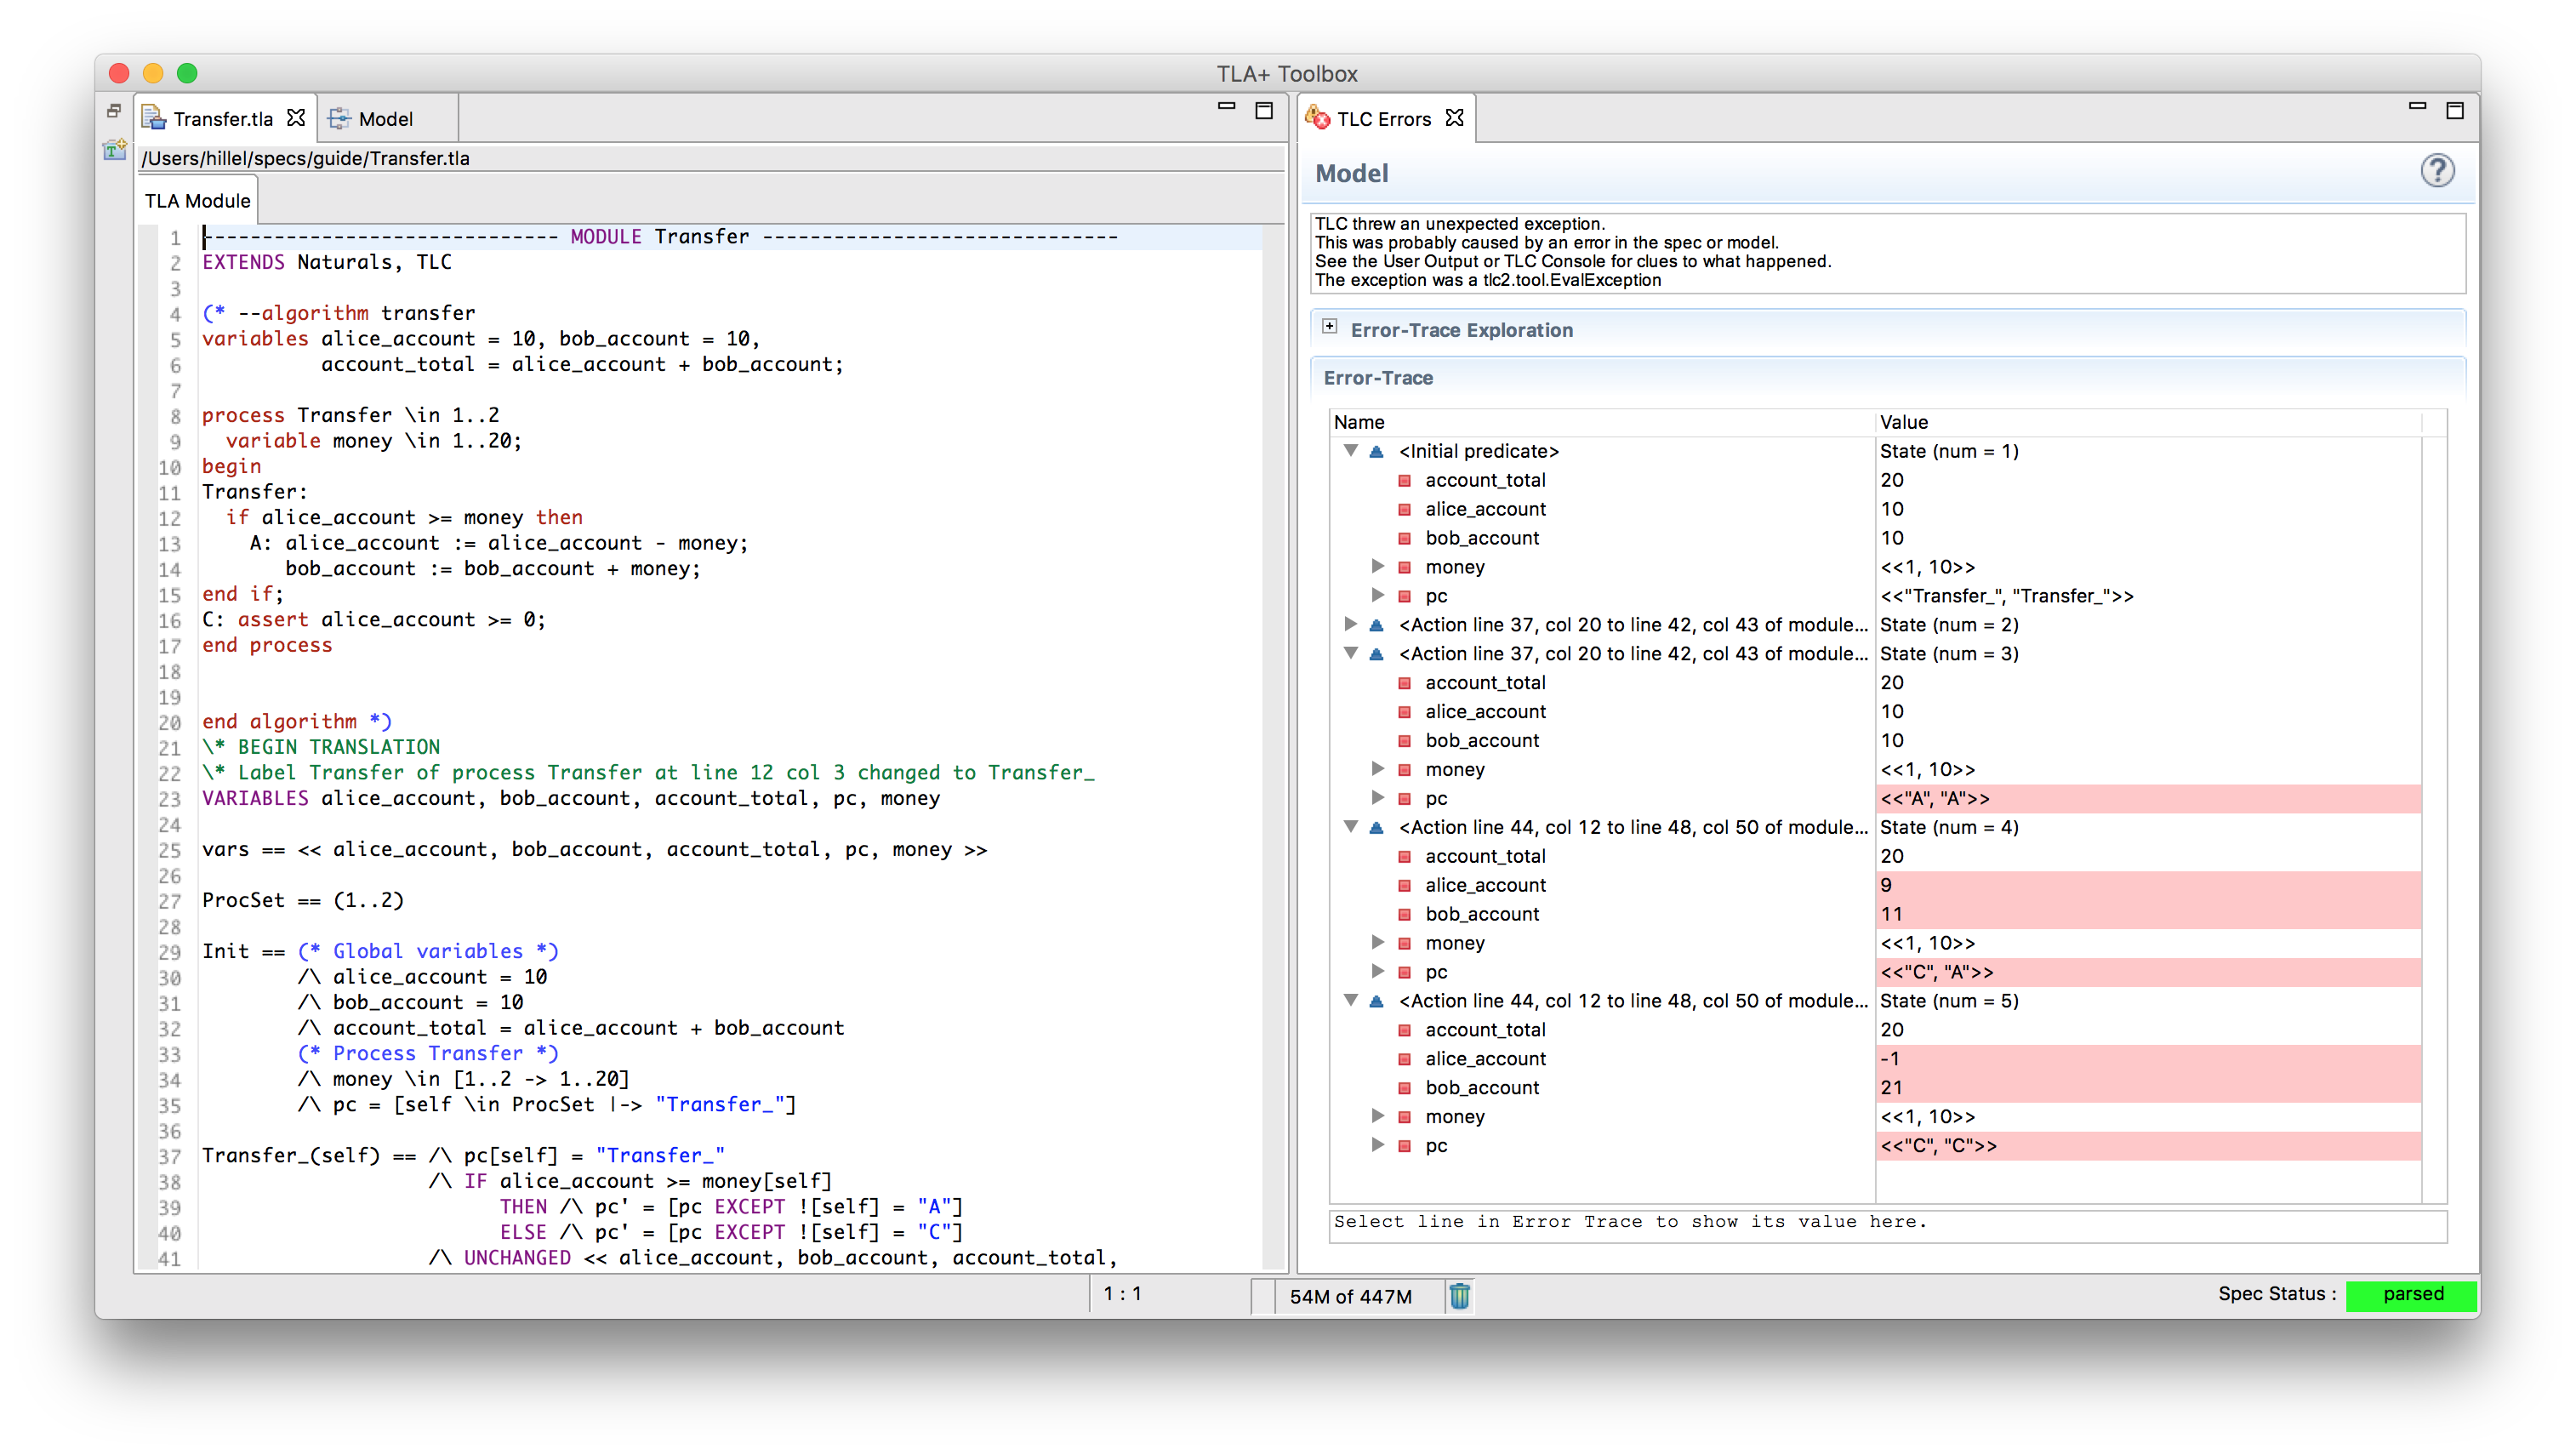 TLA+ Toolbox
Transfer.tla
Model
/Users/hillel/specs/guide/Transfer.tla
TLA Module
1 ------------------------------ MODULE Transfer ------------------------------
2 EXTENDS Naturals, TLC
3
4 (* --algorithm transfer
5 variables alice_account = 10, bob_account = 10,
6           account_total = alice_account + bob_account;
7
8 process Transfer \in 1..2
9   variable money \in 1..20;
10 begin
11 Transfer:
12   if alice_account >= money then
13     A: alice_account := alice_account - money;
14        bob_account := bob_account + money;
15 end if;
16 C: assert alice_account >= 0;
17 end process
18
19
20 end algorithm *)
21 \* BEGIN TRANSLATION
22 \* Label Transfer of process Transfer at line 12 col 3 changed to Transfer_
23 VARIABLES alice_account, bob_account, account_total, pc, money
24
25 vars == << alice_account, bob_account, account_total, pc, money >>
26
27 ProcSet == (1..2)
28
29 Init == (* Global variables *)
30         /\ alice_account = 10
31         /\ bob_account = 10
32         /\ account_total = alice_account + bob_account
33         (* Process Transfer *)
34         /\ money \in [1..2 -> 1..20]
35         /\ pc = [self \in ProcSet |-> "Transfer_"]
36
37 Transfer_(self) == /\ pc[self] = "Transfer_"
38                    /\ IF alice_account >= money[self]
39                          THEN /\ pc' = [pc EXCEPT ![self] = "A"]
40                          ELSE /\ pc' = [pc EXCEPT ![self] = "C"]
41                    /\ UNCHANGED << alice_account, bob_account, account_total,
TLC Errors
Model
?
TLC threw an unexpected exception.
This was probably caused by an error in the spec or model.
See the User Output or TLC Console for clues to what happened.
The exception was a tlc2.tool.EvalException
Error-Trace Exploration
Error-Trace
Name Value
<Initial predicate> State (num = 1)
account_total 20
alice_account 10
bob_account 10
money <<1, 10>>
pc <<"Transfer_", "Transfer_">>
<Action line 37, col 20 to line 42, col 43 of module... State (num = 2)
<Action line 37, col 20 to line 42, col 43 of module... State (num = 3)
account_total 20
alice_account 10
bob_account 10
money <<1, 10>>
pc <<"A", "A">>
<Action line 44, col 12 to line 48, col 50 of module... State (num = 4)
account_total 20
alice_account 9
bob_account 11
money <<1, 10>>
pc <<"C", "A">>
<Action line 44, col 12 to line 48, col 50 of module... State (num = 5)
account_total 20
alice_account -1
bob_account 21
money <<1, 10>>
pc <<"C", "C">>
Select line in Error Trace to show its value here.
1 : 1
54M of 447M
Spec Status : parsed